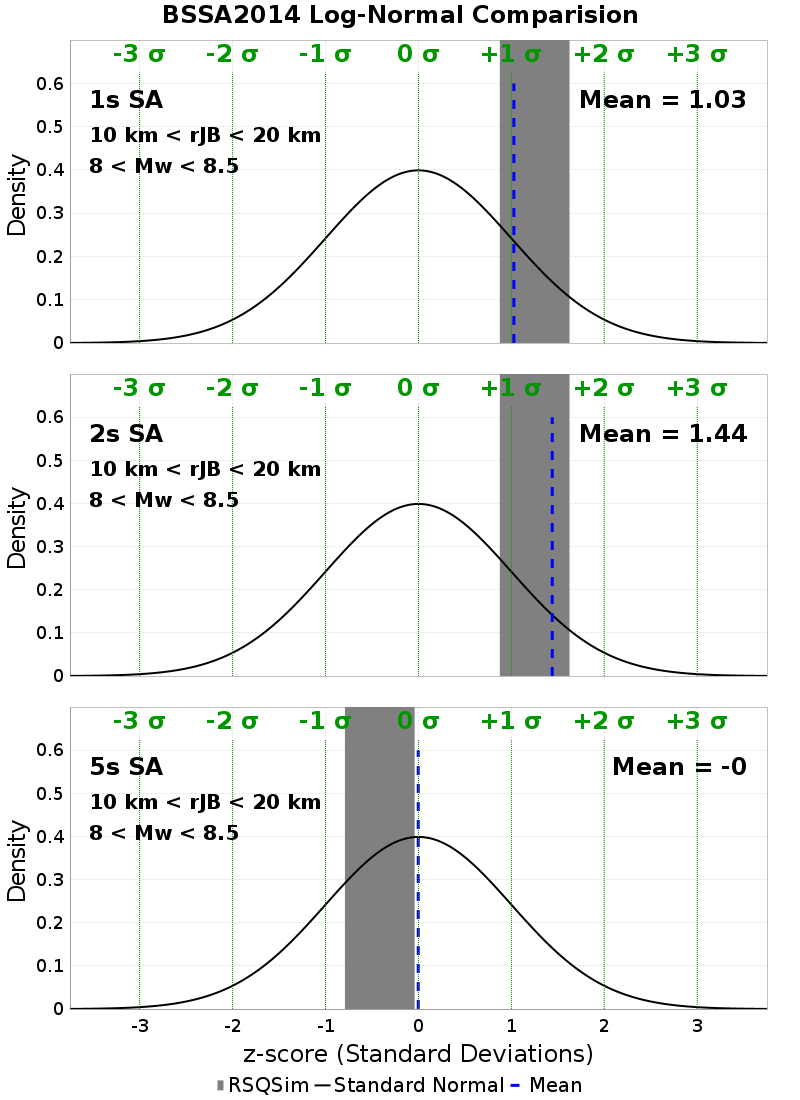 BSSA2014 Log-Normal Comparision
-3 σ -2 σ -1 σ 0 σ +1 σ +2 σ +3 σ
1s SA
Mean = 1.03
10 km < rJB < 20 km
8 < Mw < 8.5
0.6
0.5
0.4
0.3
0.2
0.1
0
Density
-3 σ -2 σ -1 σ 0 σ +1 σ +2 σ +3 σ
2s SA
Mean = 1.44
10 km < rJB < 20 km
8 < Mw < 8.5
0.6
0.5
0.4
0.3
0.2
0.1
0
Density
-3 σ -2 σ -1 σ 0 σ +1 σ +2 σ +3 σ
5s SA
Mean = -0
10 km < rJB < 20 km
8 < Mw < 8.5
0.6
0.5
0.4
0.3
0.2
0.1
0
Density
-3 -2 -1 0 1 2 3
z-score (Standard Deviations)
RSQSim Standard Normal Mean